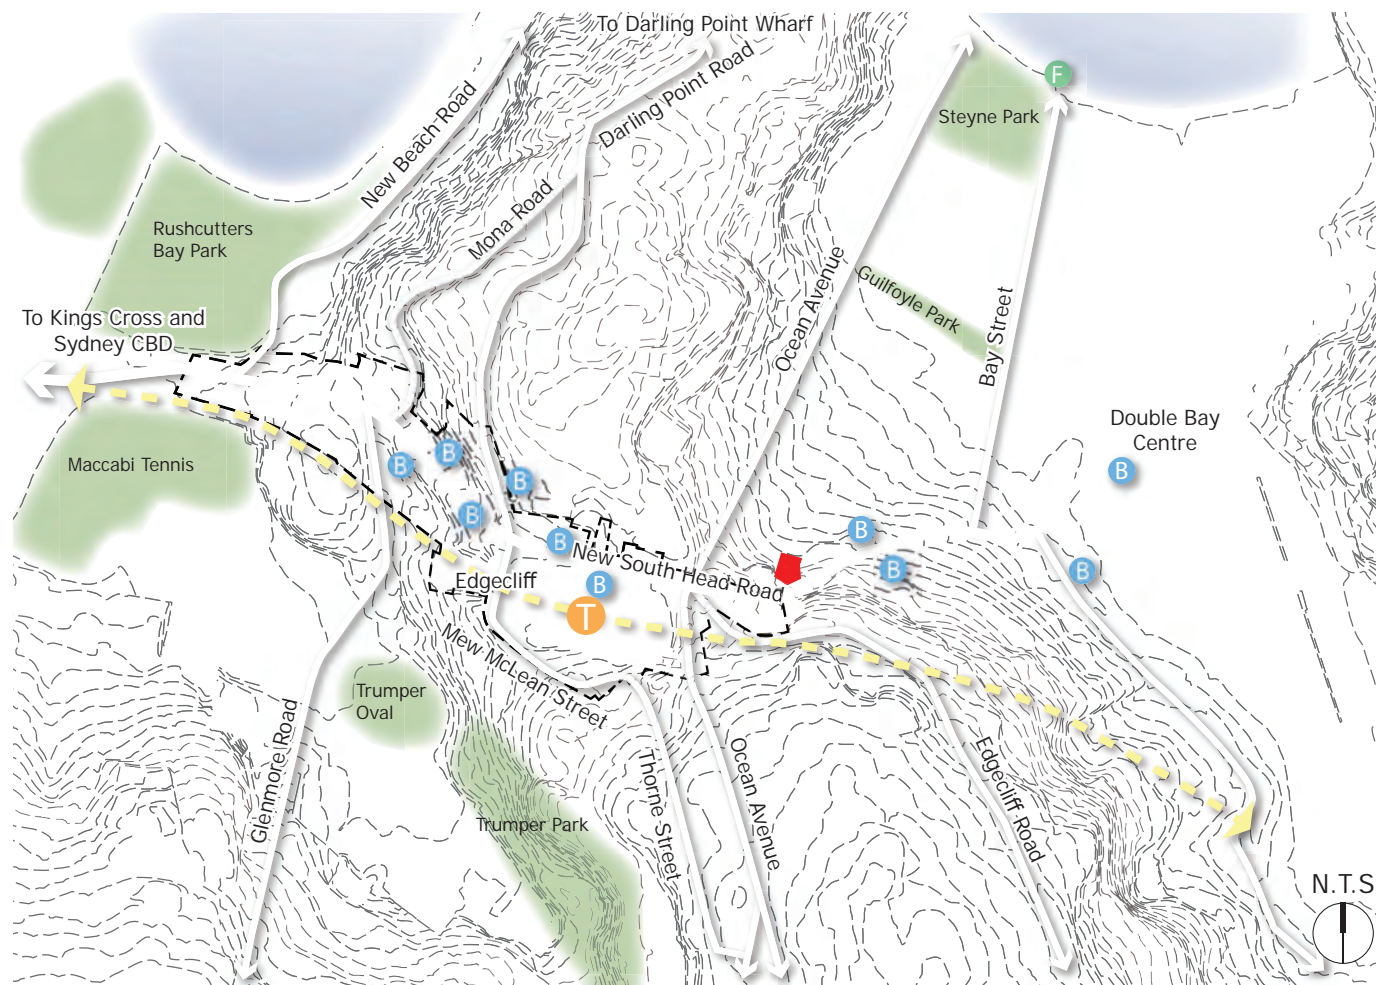 To Darling Point Wharf
New Beach Road
Darling Point Road
F
Steyne Park
Mona Road
Rushcutters
Bay Park
Ocean Avenue
Guilfoyle Park
To Kings Cross and
Sydney CBD
Bay Street
Double Bay
Centre
B
Maccabi Tennis
B
B
B
B
B
B
New South Head Road
B
B
B
Edgecliff
T
Mew McLean Street
Trumper
Oval
Glenmore Road
Thorne Street
Ocean Avenue
Edgecliff Road
Trumper Park
N.T.S